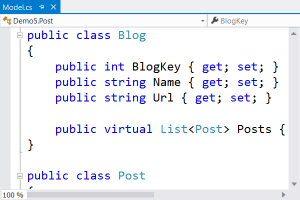 Model.cs
Demo5.Post BlogKey
public class Blog
{
public int BlogKey { get; set; }
public string Name { get; set; }
public string Url { get; set; }
public virtual List<Post> Posts {
}
public class Post
100 %